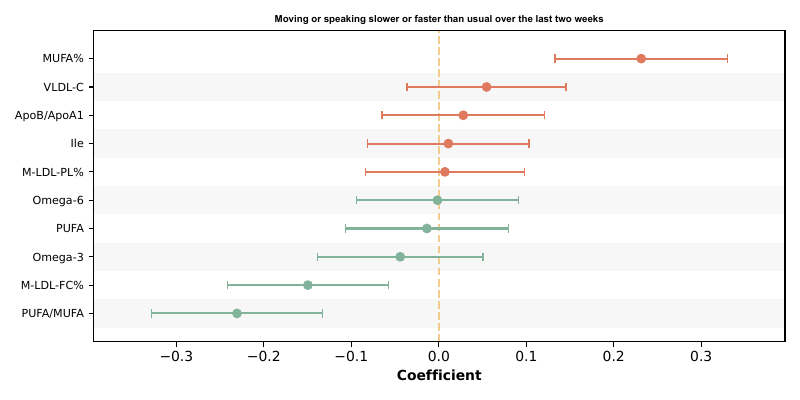 Moving or speaking slower or faster than usual over the last two weeks
MUFA%
VLDL-C
ApoB/ApoA1
Ile
M-LDL-PL%
Omega-6
PUFA
Omega-3
M-LDL-FC%
PUFA/MUFA
−0.3 −0.2 −0.1 0.0 0.1 0.2 0.3
Coefficient